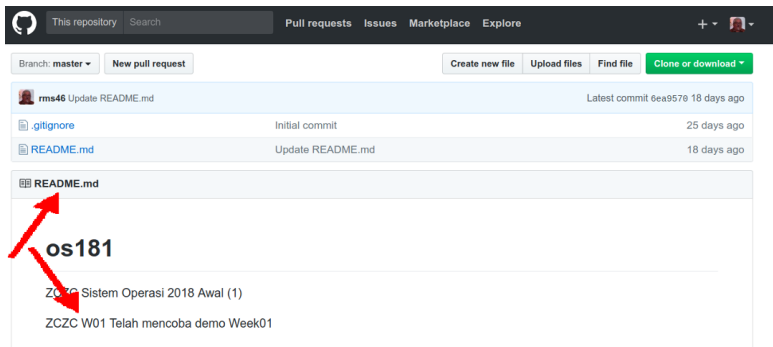 This repository Search Pull requests Issues Marketplace Explore
Branch: master New pull request Create new file Upload files Find file Clone or download
rms46 Update README.md Latest commit 6ea9570 18 days ago
.gitignore Initial commit 25 days ago
README.md Update README.md 18 days ago
README.md
os181
ZCZC Sistem Operasi 2018 Awal (1)
ZCZC W01 Telah mencoba demo Week01